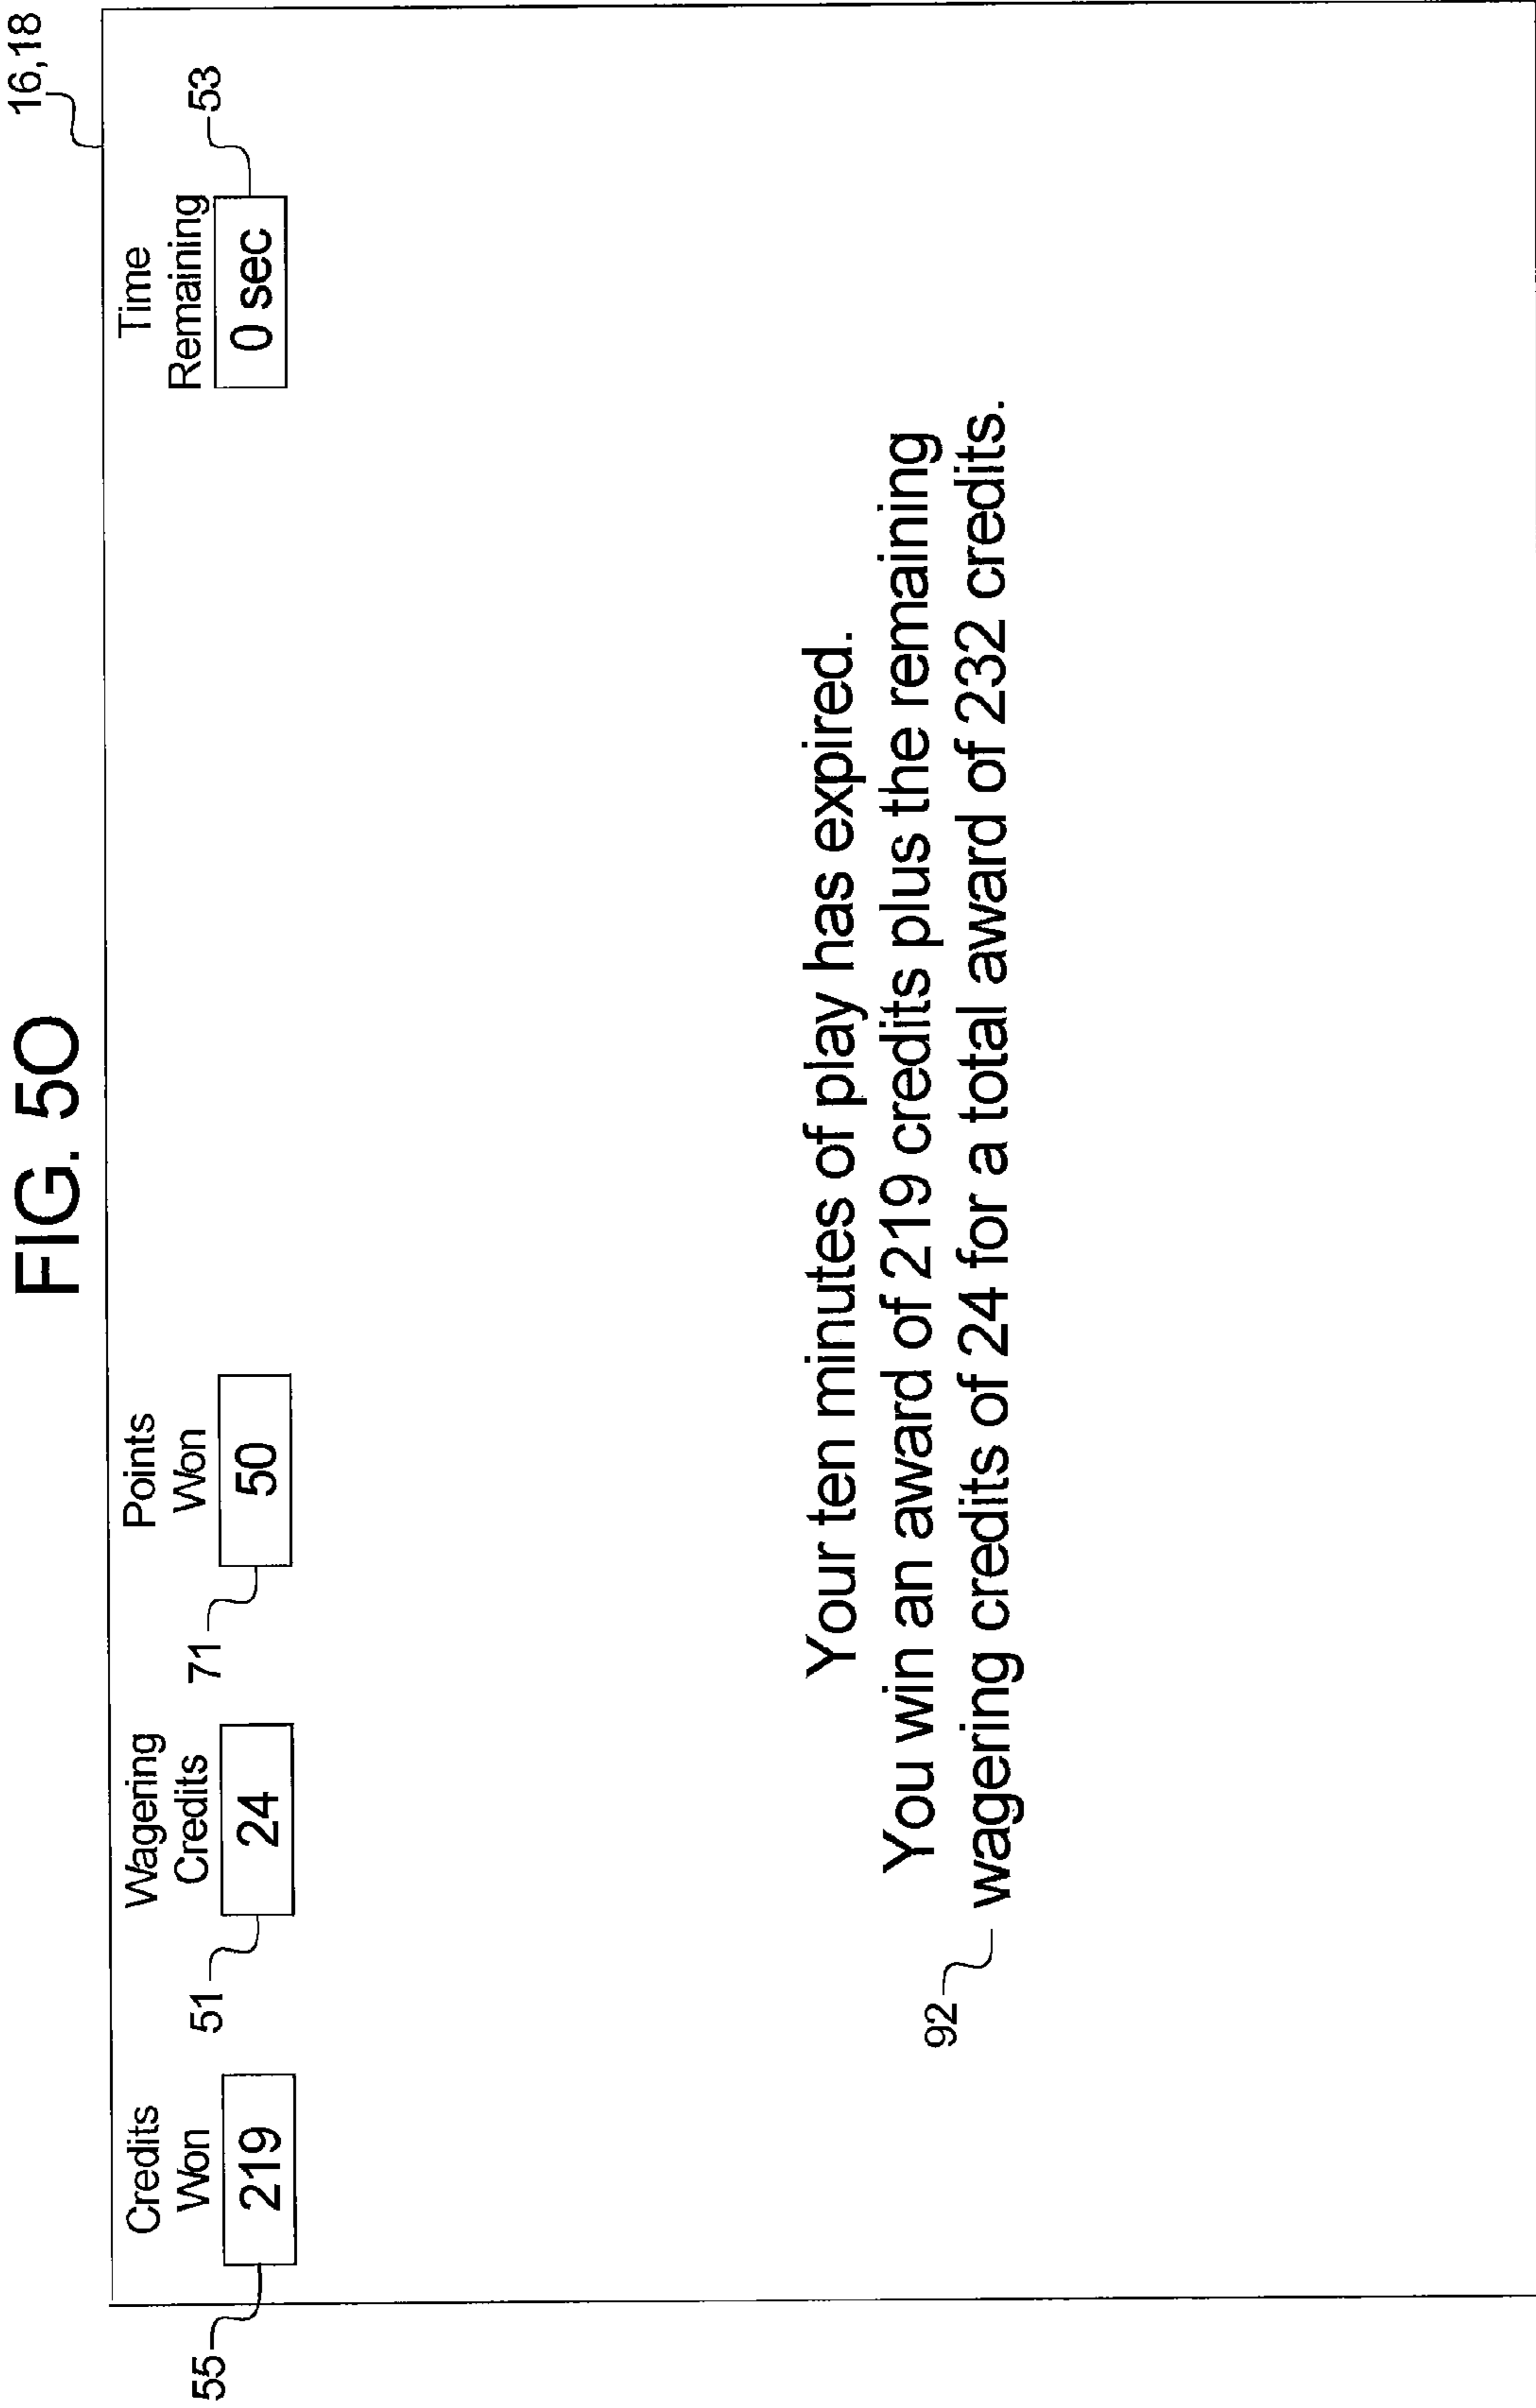 FIG. 5O
16,18
Credits
Won
219
55
Wagering
Credits
24
51
Points
Won
50
71
Time
Remaining
0 sec
53
Your ten minutes of play has expired.
You win an award of 219 credits plus the remaining
wagering credits of 24 for a total award of 232 credits.
92